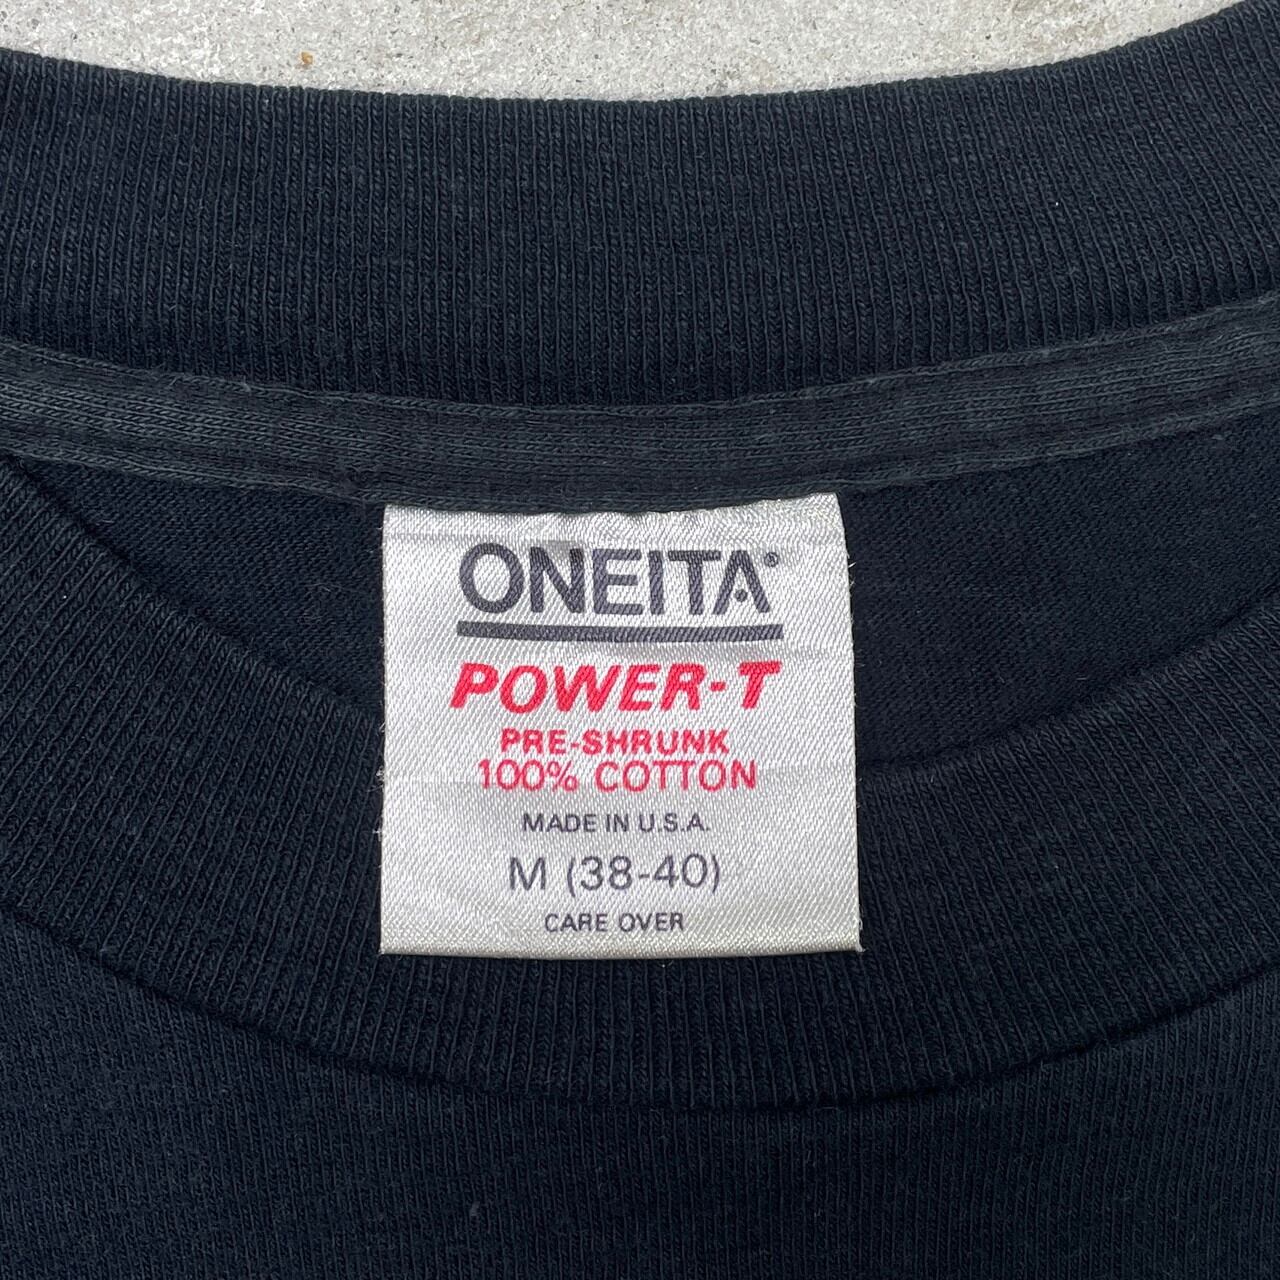 ONEITA®
POWER-T
PRE-SHRUNK
100% COTTON
MADE IN U.S.A.
M (38-40)
CARE OVER